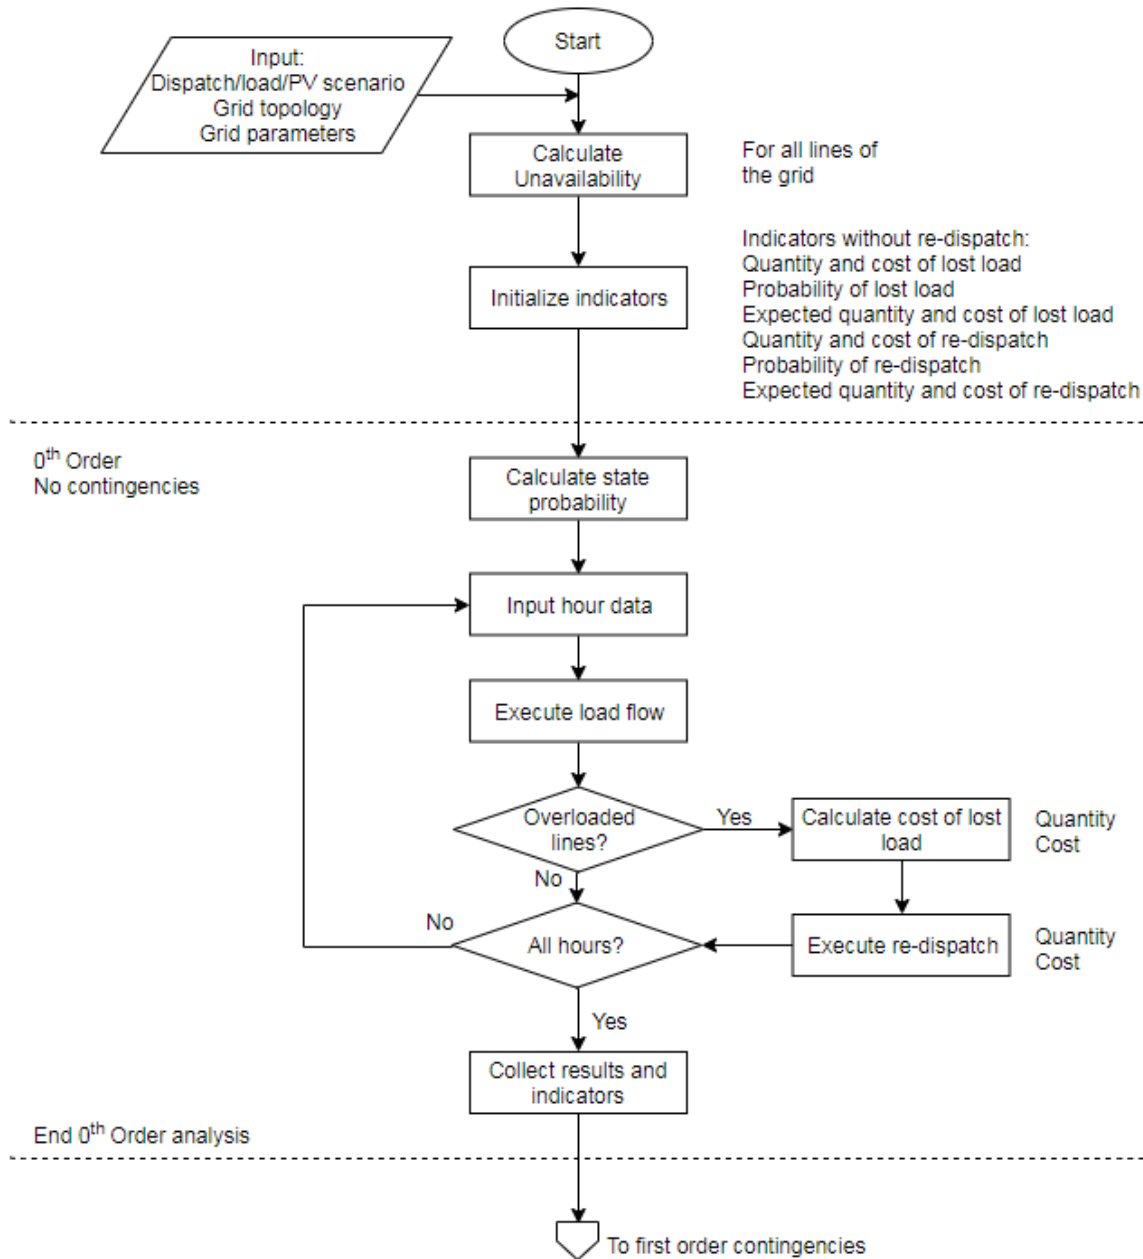 Start
Input:
Dispatch/load/PV scenario
Grid topology
Grid parameters
Calculate
Unavailability
For all lines of
the grid
Initialize indicators
Indicators without re-dispatch:
Quantity and cost of lost load
Probability of lost load
Expected quantity and cost of lost load
Quantity and cost of re-dispatch
Probability of re-dispatch
Expected quantity and cost of re-dispatch
0th Order
No contingencies
Calculate state
probability
Input hour data
Execute load flow
Overloaded
lines?
Yes
Calculate cost of lost
load
Quantity
Cost
No
All hours?
No
Execute re-dispatch
Quantity
Cost
Yes
Collect results and
indicators
End 0th Order analysis
To first order contingencies